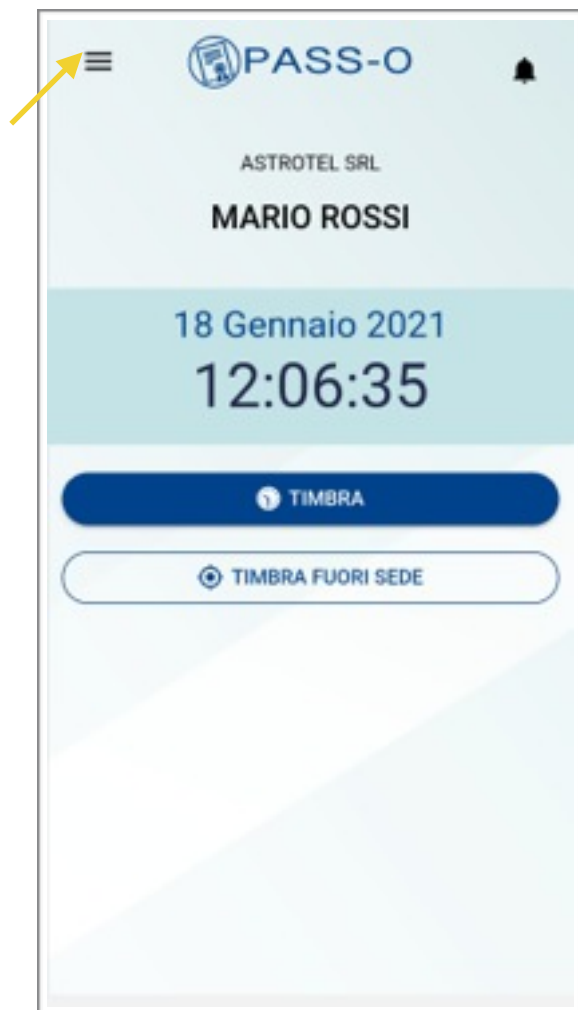 PASS-O
ASTROTEL SRL
MARIO ROSSI
18 Gennaio 2021
12:06:35
TIMBRA
TIMBRA FUORI SEDE